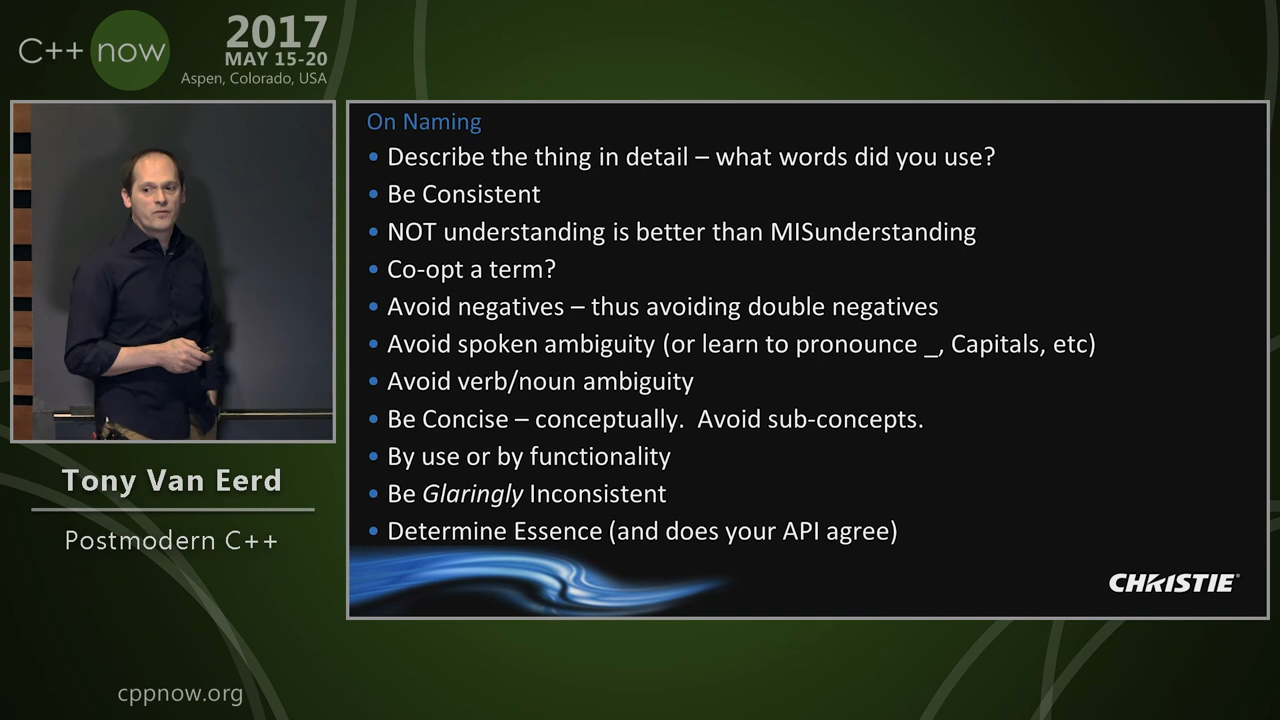 C++ now
2017
MAY 15-20
Aspen, Colorado, USA
On Naming
• Describe the thing in detail – what words did you use?
• Be Consistent
• NOT understanding is better than MISunderstanding
• Co-opt a term?
• Avoid negatives – thus avoiding double negatives
• Avoid spoken ambiguity (or learn to pronounce _, Capitals, etc)
• Avoid verb/noun ambiguity
• Be Concise – conceptually.  Avoid sub-concepts.
• By use or by functionality
• Be Glaringly Inconsistent
• Determine Essence (and does your API agree)
CHRISTIE®
Tony Van Eerd
Postmodern C++
cppnow.org